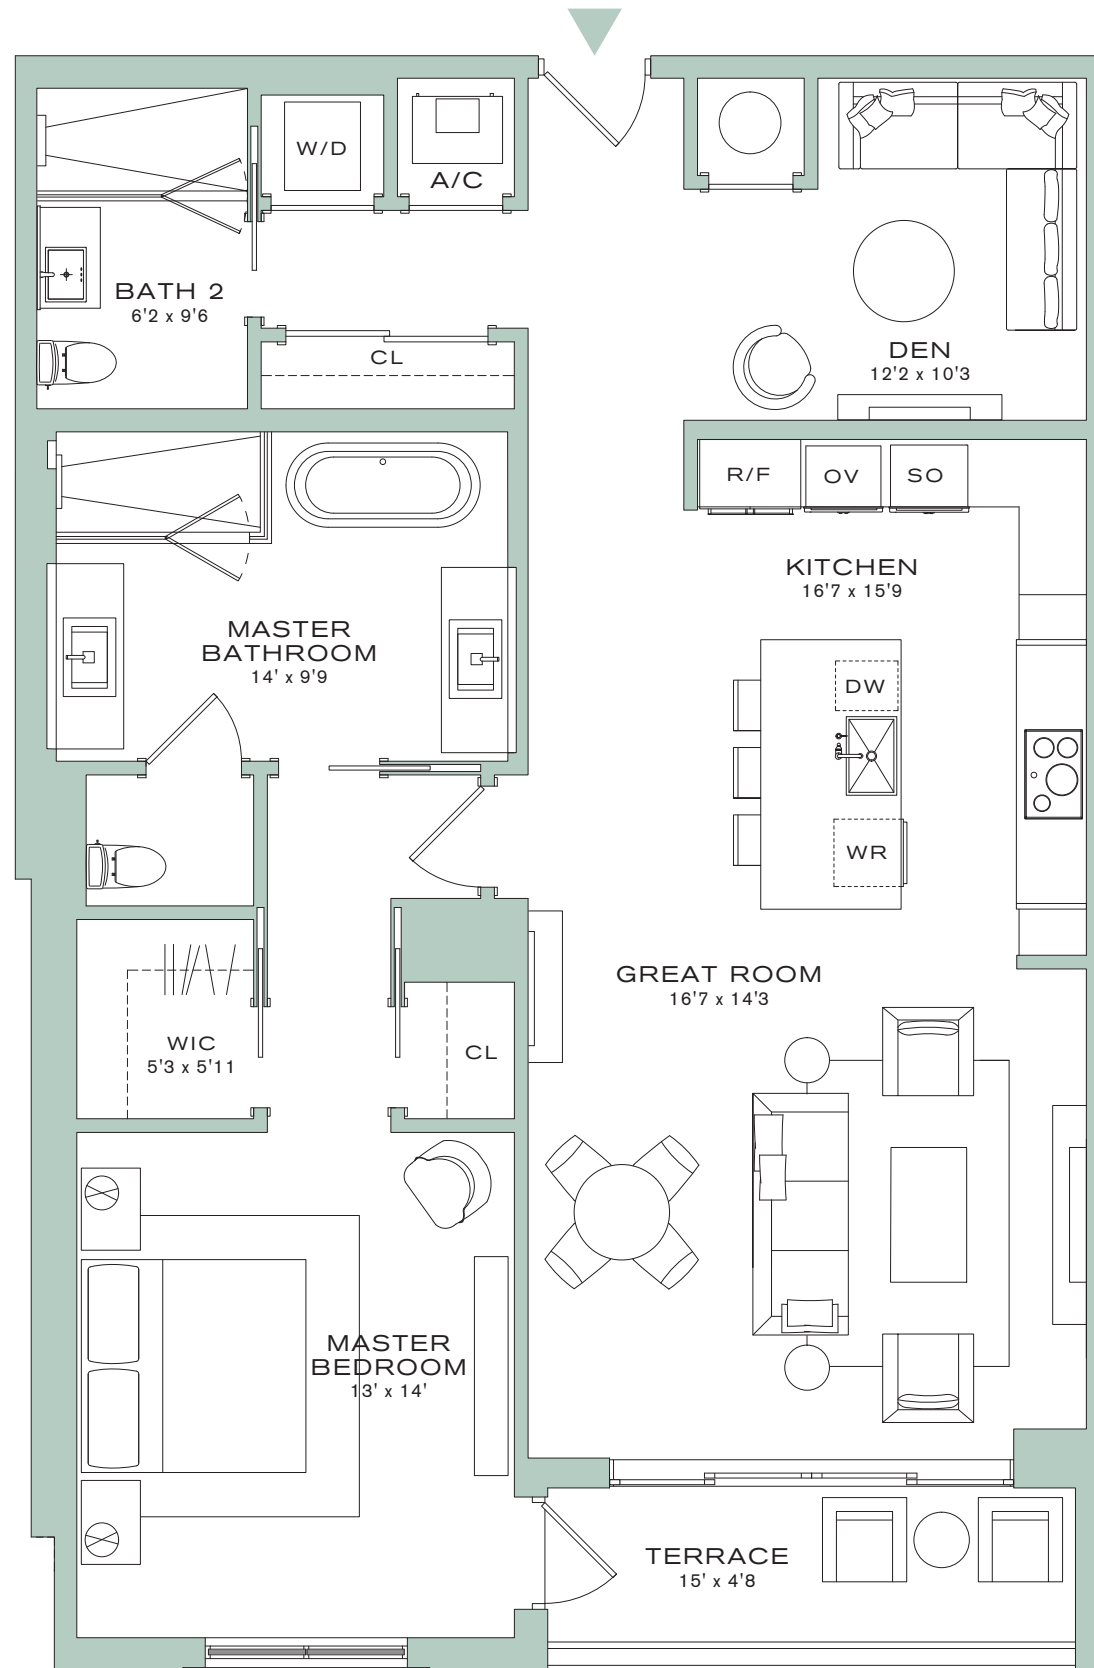 W/D
A/C
BATH 2
6'2 x 9'6
CL
DEN
12'2 x 10'3
R/F
OV
SO
KITCHEN
16'7 x 15'9
MASTER
BATHROOM
14' x 9'9
DW
WR
GREAT ROOM
16'7 x 14'3
WIC
5'3 x 5'11
CL
MASTER
BEDROOM
13' x 14'
TERRACE
15' x 4'8